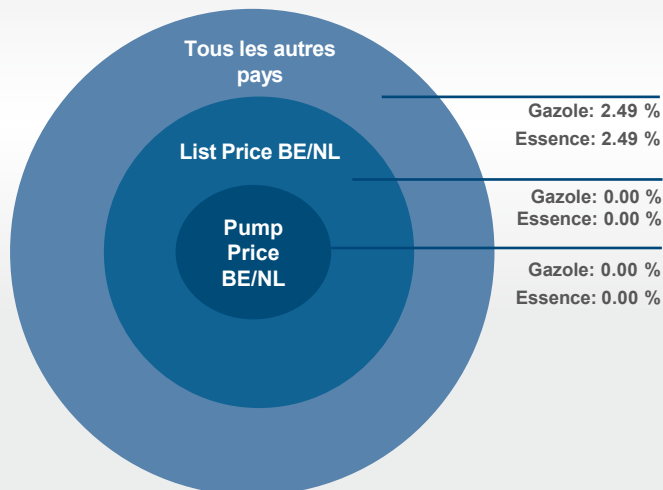 Tous les autres
pays
Gazole: 2.49 %
Essence: 2.49 %
List Price BE/NL
Gazole: 0.00 %
Essence: 0.00 %
Pump
Price
BE/NL
Gazole: 0.00 %
Essence: 0.00 %